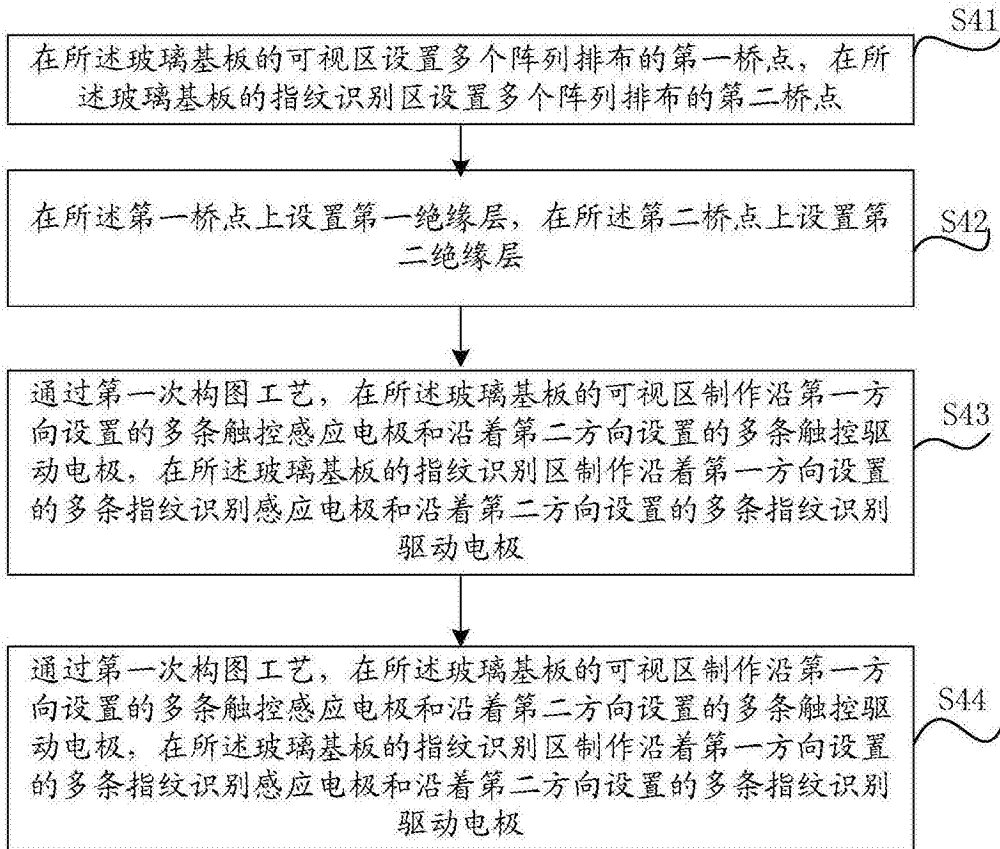 S41
在所述玻璃基板的可视区设置多个阵列排布的第一桥点，在所
述玻璃基板的指纹识别区设置多个阵列排布的第二桥点
在所述第一桥点上设置第一绝缘层，在所述第二桥点上设置第
二绝缘层
S42
通过第一次构图工艺，在所述玻璃基板的可视区制作沿第一方
向设置的多条触控感应电极和沿着第二方向设置的多条触控驱
动电极，在所述玻璃基板的指纹识别区制作沿着第一方向设置
的多条指纹识别感应电极和沿着第二方向设置的多条指纹识别
驱动电极
S43
通过第一次构图工艺，在所述玻璃基板的可视区制作沿第一方
向设置的多条触控感应电极和沿着第二方向设置的多条触控驱
动电极，在所述玻璃基板的指纹识别区制作沿着第一方向设置
的多条指纹识别感应电极和沿着第二方向设置的多条指纹识别
驱动电极
S44